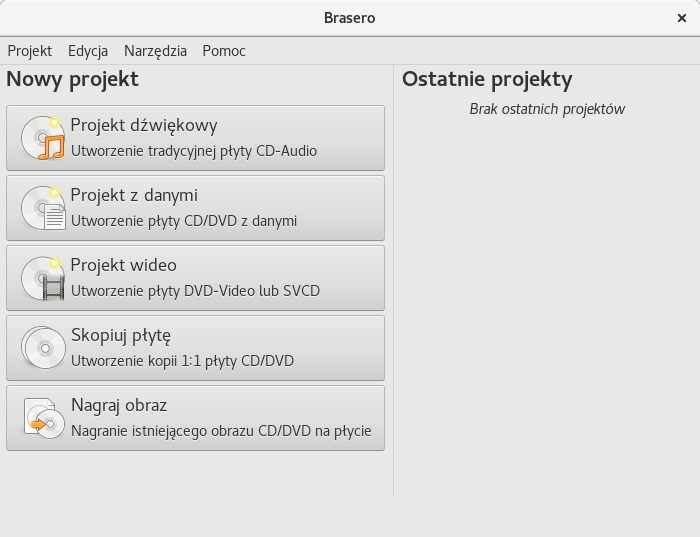 Brasero
Projekt Edycja Narzędzia Pomoc
Nowy projekt
Projekt dźwiękowy
Utworzenie tradycyjnej płyty CD-Audio
Projekt z danymi
Utworzenie płyty CD/DVD z danymi
Projekt wideo
Utworzenie płyty DVD-Video lub SVCD
Skopiuj płytę
Utworzenie kopii 1:1 płyty CD/DVD
Nagraj obraz
Nagranie istniejącego obrazu CD/DVD na płycie
Ostatnie projekty
Brak ostatnich projektów